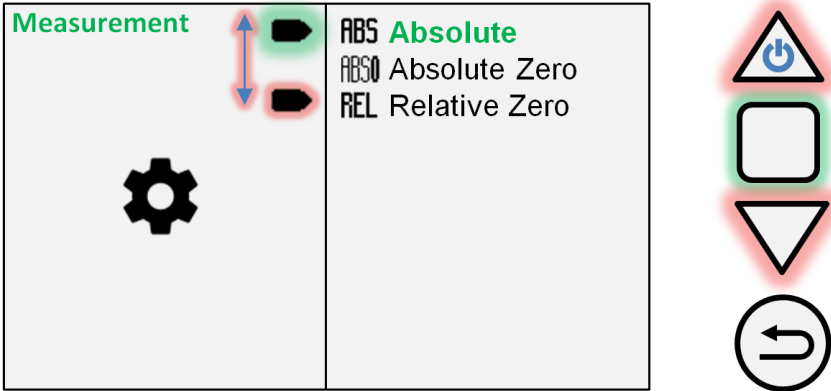 Measurement
ABS Absolute
ABS0 Absolute Zero
REL Relative Zero